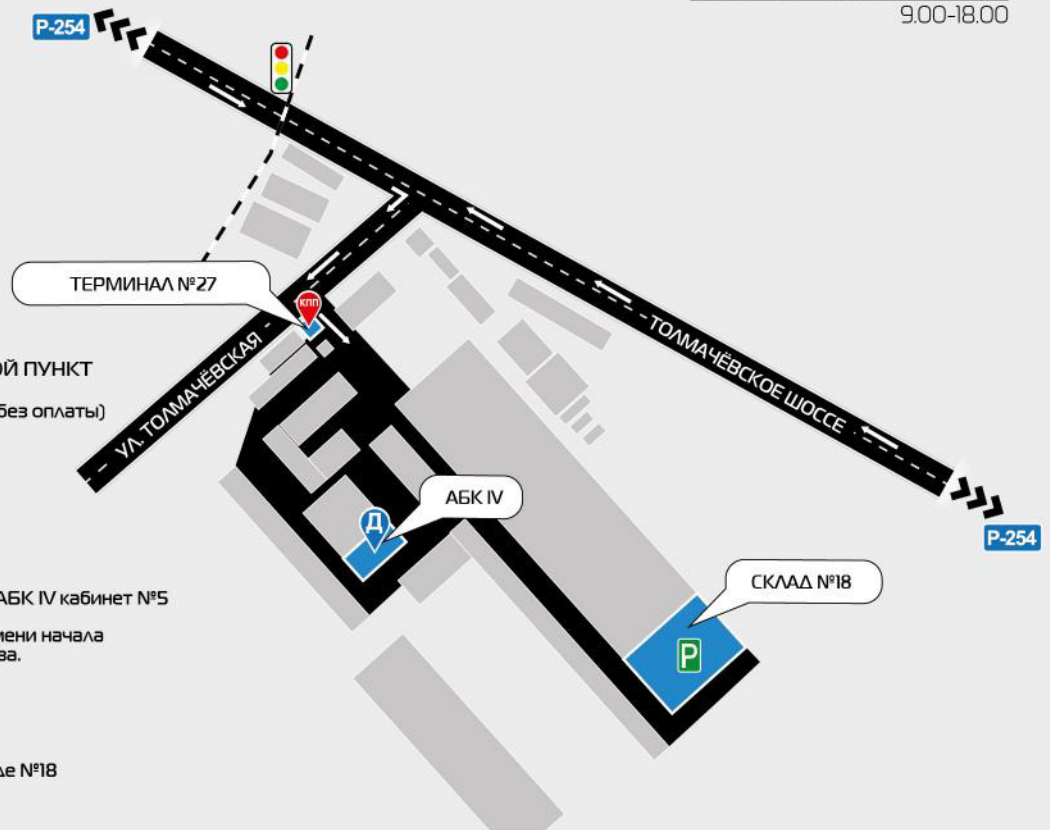 9.00-18.00
Р-254
ТЕРМИНАЛ №27
КПП
ОЙ ПУНКТ
без оплаты)
УЛ. ТОЛМАЧЁВСКАЯ
ТОЛМАЧЁВСКОЕ ШОССЕ
АБК IV
Д
Р-254
СКЛАД №18
P
АБК IV кабинет №5
мени начала
ва.
де №18